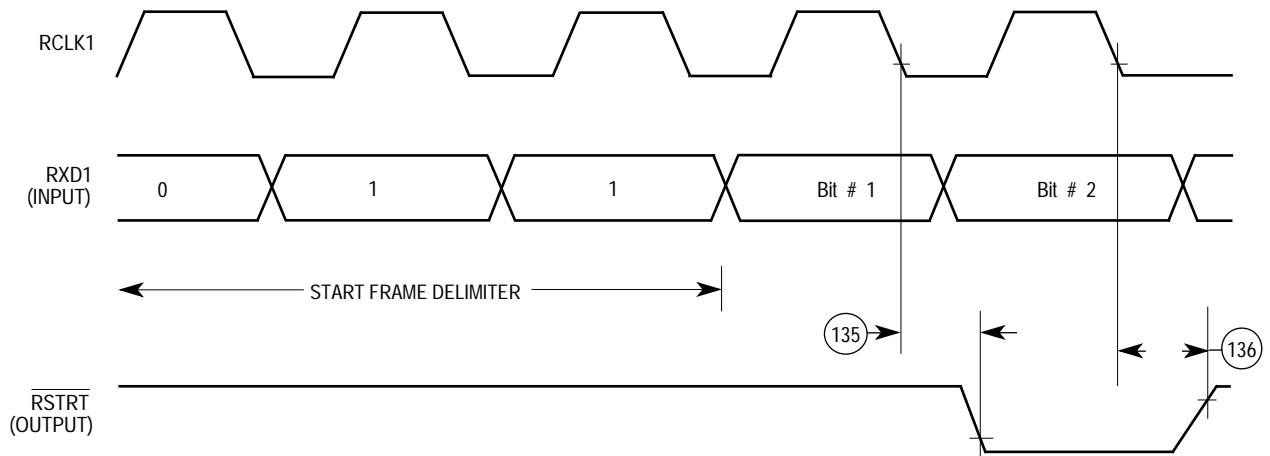 RCLK1
RXD1
(INPUT)
0 1 1 Bit # 1 Bit # 2
START FRAME DELIMITER
135
136
RSTRT
(OUTPUT)